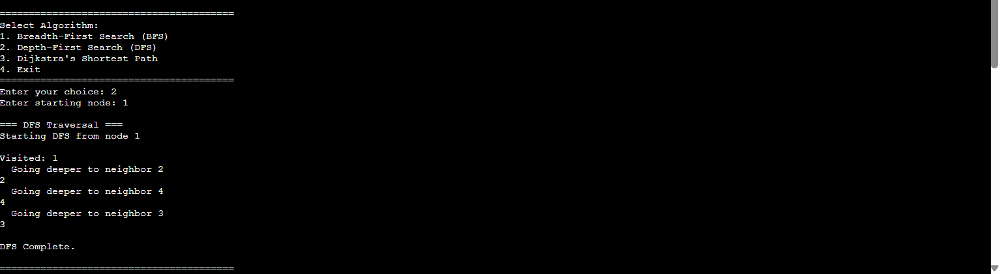 ========================================
Select Algorithm:
1. Breadth-First Search (BFS)
2. Depth-First Search (DFS)
3. Dijkstra's Shortest Path
4. Exit
========================================
Enter your choice: 2
Enter starting node: 1
=== DFS Traversal ===
Starting DFS from node 1
Visited: 1
  Going deeper to neighbor 2
2
  Going deeper to neighbor 4
4
  Going deeper to neighbor 3
3
DFS Complete.
========================================